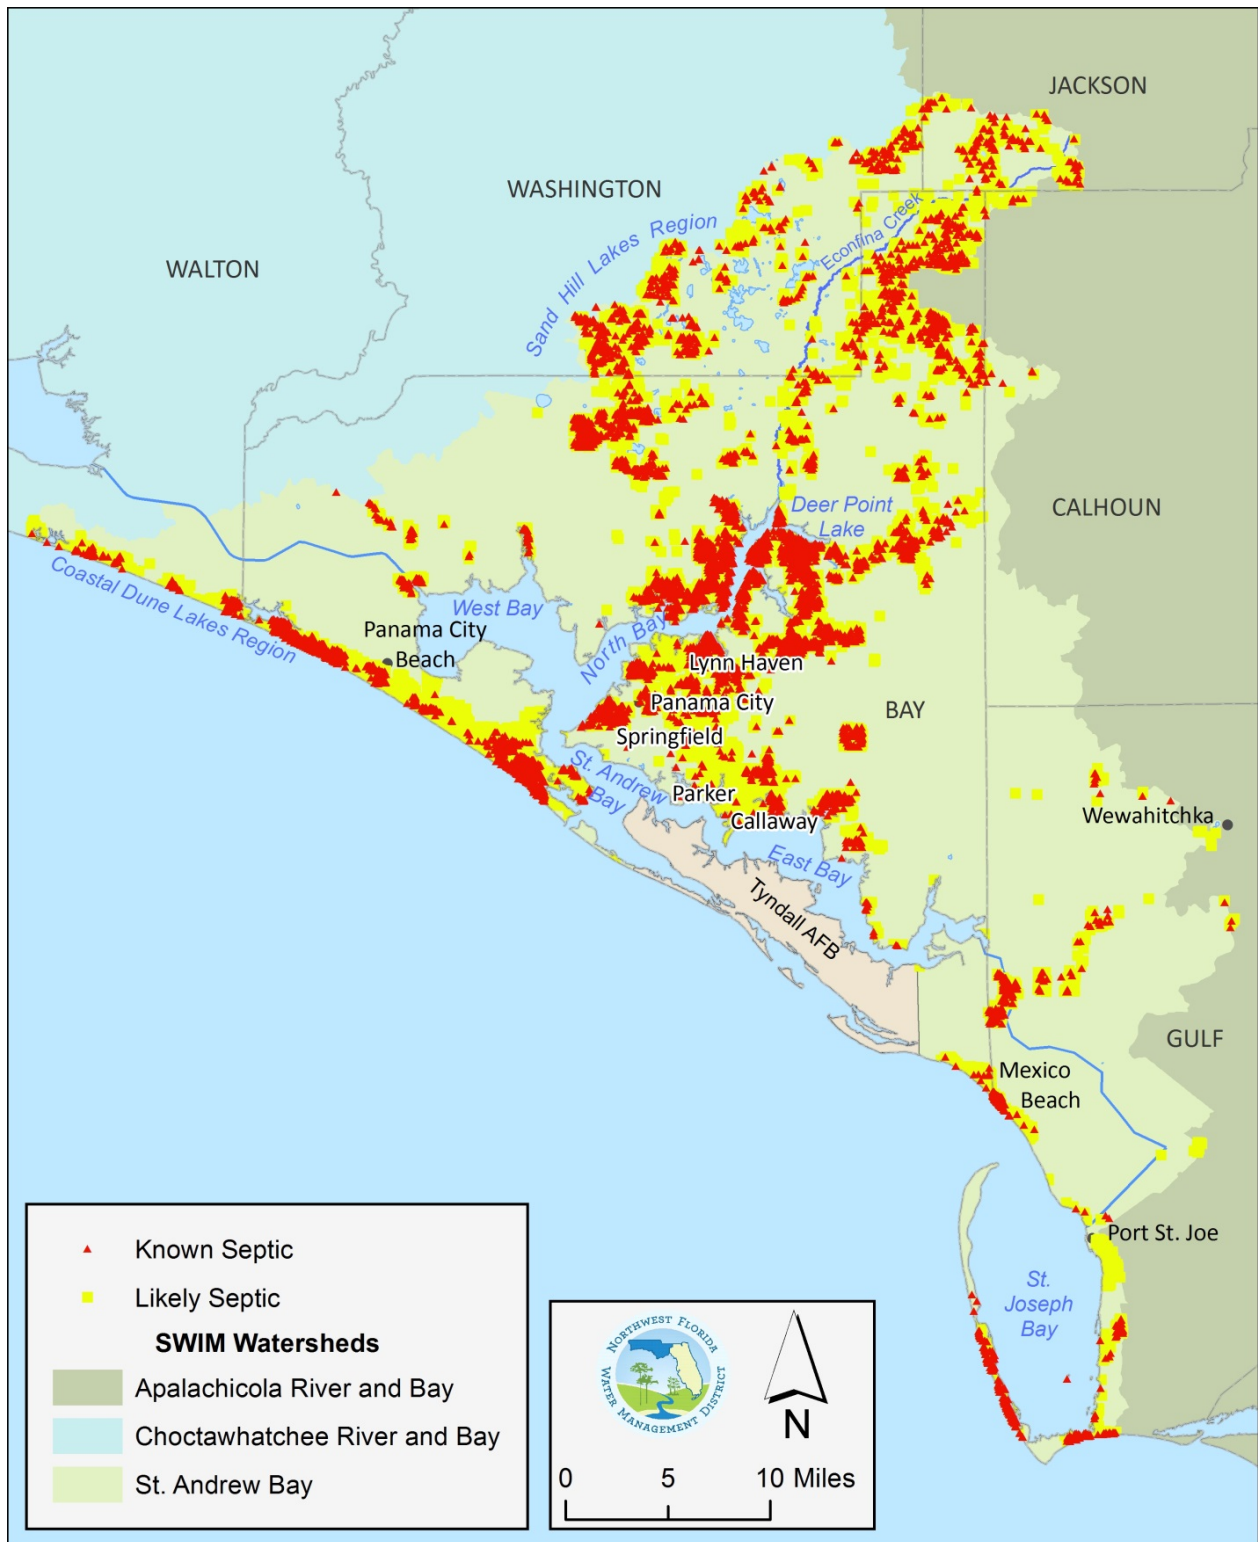 JACKSON
WASHINGTON
Sand Hill Lakes Region
Econfina Creek
WALTON
Deer Point
Lake
CALHOUN
Coastal Dune Lakes Region
West Bay
Panama City
Beach
North Bay
Lynn Haven
Panama City
BAY
Springfield
St. Andrew
Bay
Parker
Callaway
Wewahitchka
East Bay
Tyndall AFB
GULF
Mexico
Beach
Port St. Joe
St.
Joseph
Bay
Known Septic
Likely Septic
SWIM Watersheds
Apalachicola River and Bay
Choctawhatchee River and Bay
St. Andrew Bay
NORTHWEST FLORIDA
WATER MANAGEMENT DISTRICT
N
0 5 10 Miles